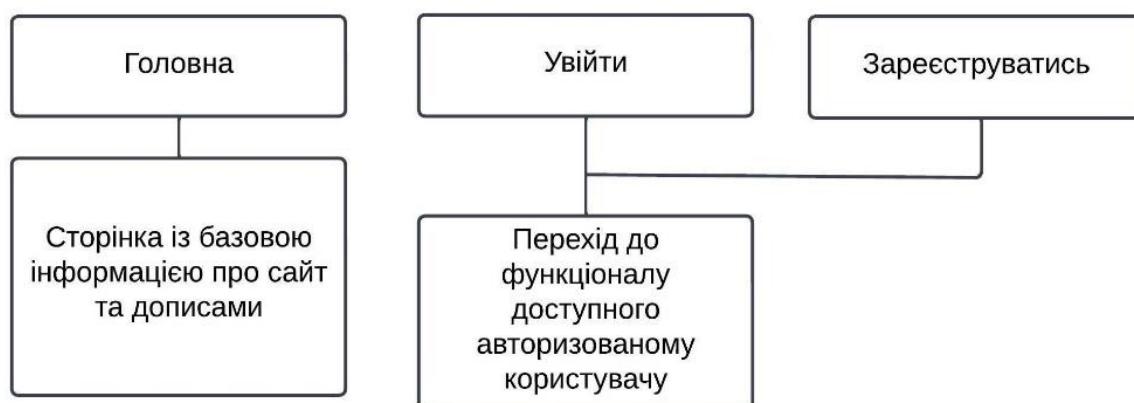 Головна
Увійти
Зареєструватись
Сторінка із базовою
інформацією про сайт
та дописами
Перехід до
функціоналу
доступного
авторизованому
користувачу